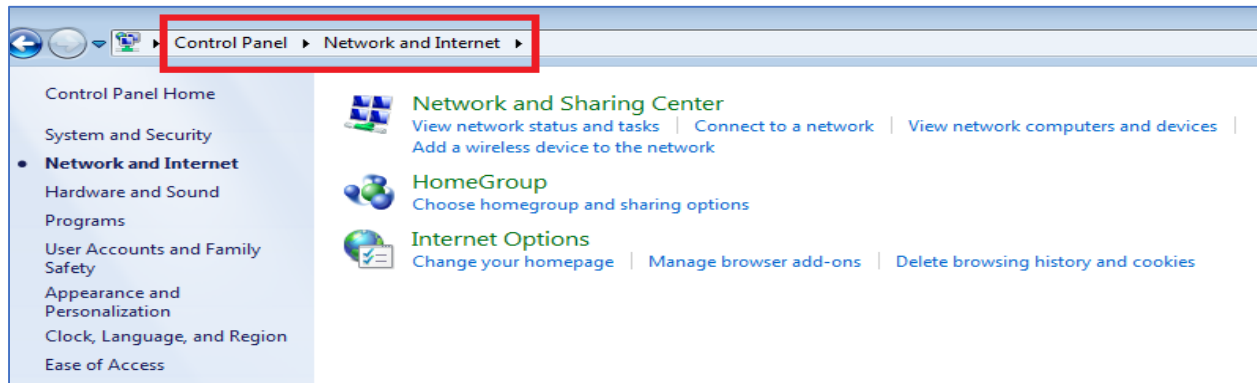 Control Panel Network and Internet
Control Panel Home
System and Security
Network and Internet
Hardware and Sound
Programs
User Accounts and Family
Safety
Appearance and
Personalization
Clock, Language, and Region
Ease of Access
Network and Sharing Center
View network status and tasks | Connect to a network | View network computers and devices |
Add a wireless device to the network
HomeGroup
Choose homegroup and sharing options
Internet Options
Change your homepage | Manage browser add-ons | Delete browsing history and cookies